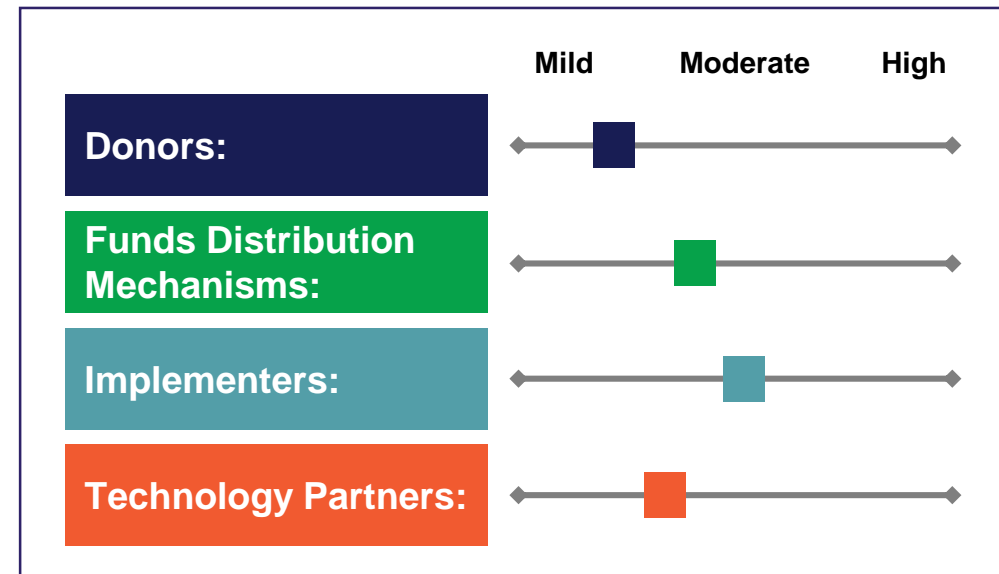 Mild Moderate High
Donors:
Funds Distribution
Mechanisms:
Implementers:
Technology Partners: